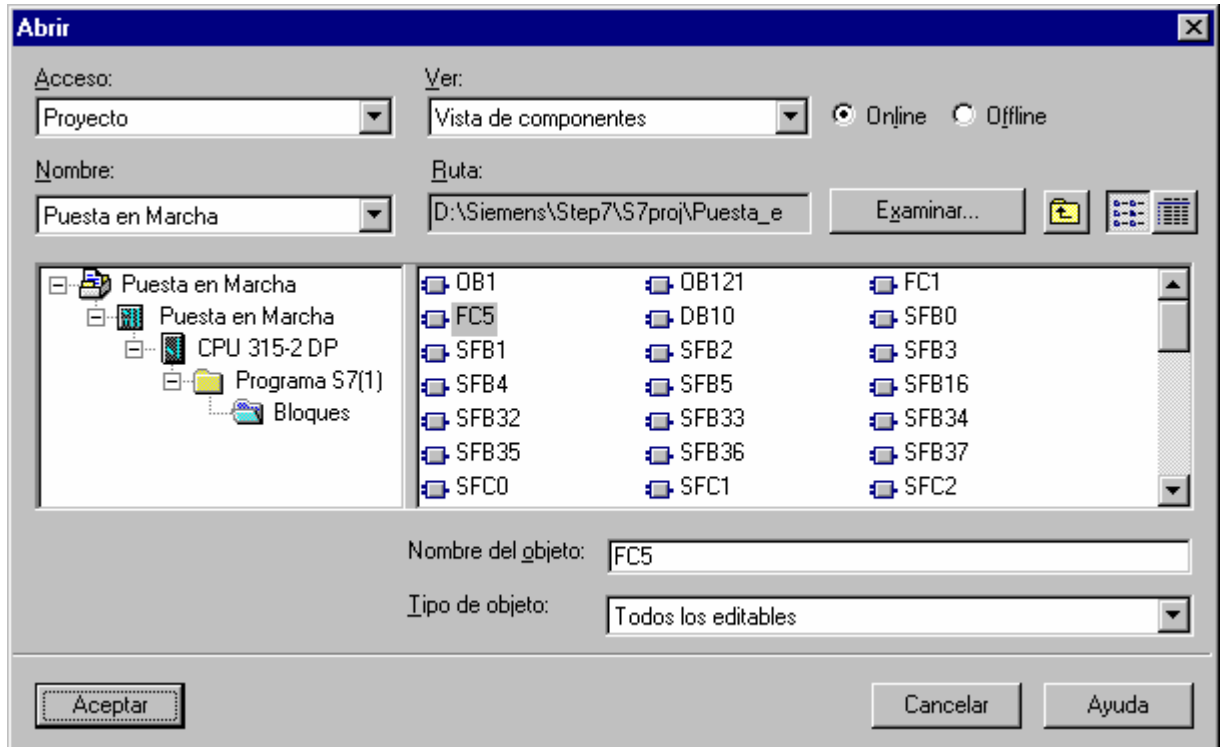 Abrir
Acceso:
Ver:
Proyecto
Vista de componentes
Online
Offline
Nombre:
Ruta:
Puesta en Marcha
D:\Siemens\Step7\S7proj\Puesta_e
Examinar...
Puesta en Marcha
Puesta en Marcha
CPU 315-2 DP
Programa S7(1)
Bloques
OB1 OB121 FC1
FC5 DB10 SFB0
SFB1 SFB2 SFB3
SFB4 SFB5 SFB16
SFB32 SFB33 SFB34
SFB35 SFB36 SFB37
SFC0 SFC1 SFC2
Nombre del objeto: FC5
Tipo de objeto: Todos los editables
Aceptar
Cancelar
Ayuda